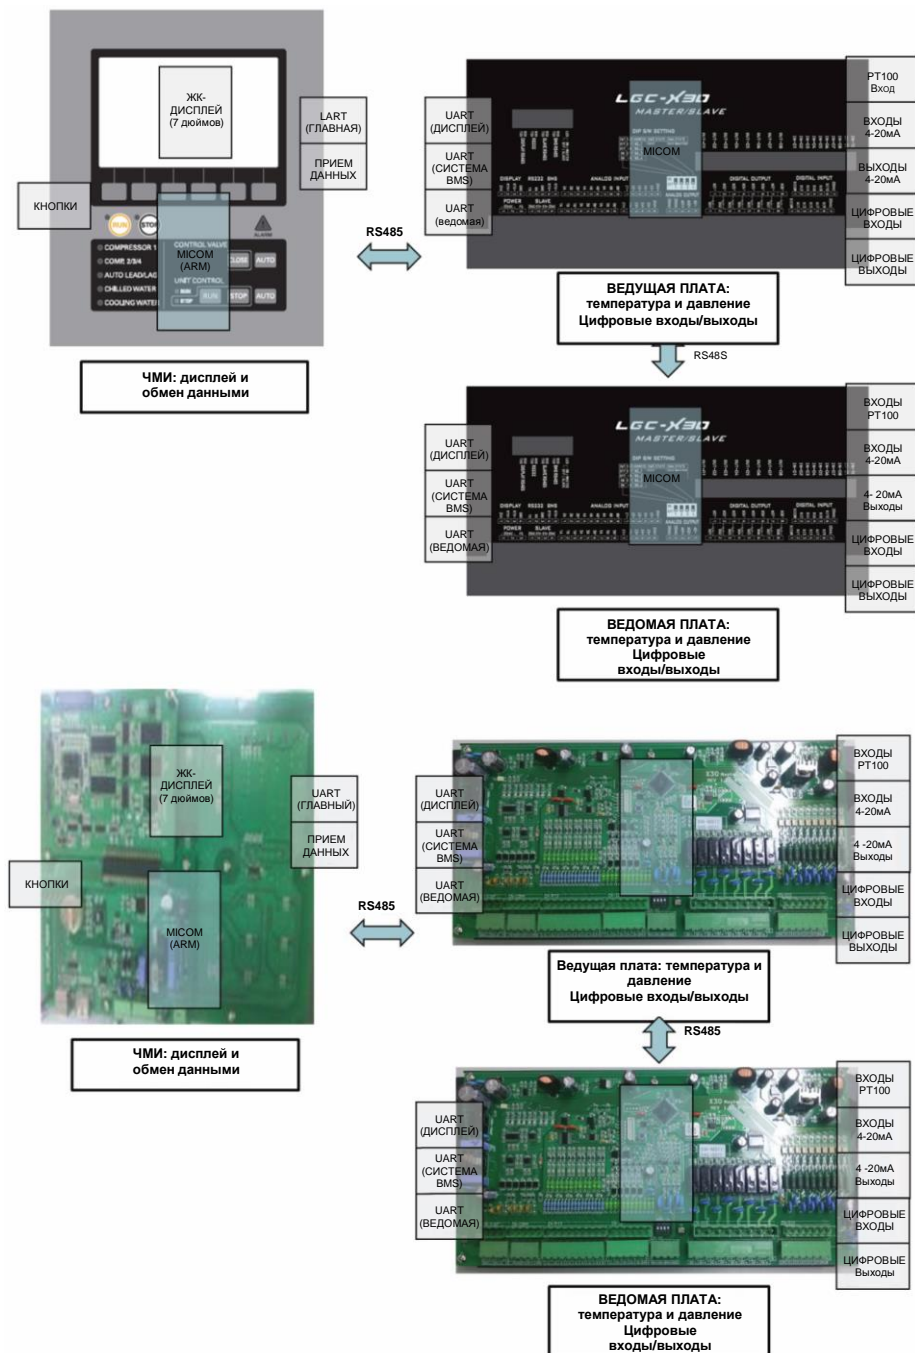 ЖК-
ДИСПЛЕЙ
(7 дюймов)
LART
(ГЛАВНАЯ)
ПРИЕМ
ДАННЫХ
КНОПКИ
RUN
STOP
ALARM
COMPRESSOR 1
COMP. 2/3/4
AUTO LEAD/LAG
CHILLED WATER
COOLING WATER
CONTROL VALVE
CLOSE
AUTO
UNIT CONTROL
RUN
STOP
RUN
STOP
AUTO
MICOM
(ARM)
ЧМИ: дисплей и
обмен данными
RS485
UART
(ДИСПЛЕЙ)
UART
(СИСТЕМА
BMS)
UART
(ведомая)
LGC-X30
MASTER/SLAVE
DIP S/W SETTING
MICOM
DISPLAY
RS232
BMS
ANALOG INPUT
DIGITAL OUTPUT
DIGITAL INPUT
POWER
SLAVE
ANALOG OUTPUT
PT100
Вход
ВХОДЫ
4-20мА
ВЫХОДЫ
4-20мА
ЦИФРОВЫЕ
ВХОДЫ
ЦИФРОВЫЕ
ВЫХОДЫ
ВЕДУЩАЯ ПЛАТА:
температура и давление
Цифровые входы/выходы
RS48S
UART
(ДИСПЛЕЙ)
UART
(СИСТЕМА
BMS)
UART
(ВЕДОМАЯ)
LGC-X30
MASTER/SLAVE
DIP S/W SETTING
MICOM
DISPLAY
RS232
BMS
ANALOG INPUT
DIGITAL OUTPUT
DIGITAL INPUT
POWER
SLAVE
ANALOG OUTPUT
ВХОДЫ
PT100
ВХОДЫ
4-20мА
4- 20мА
Выходы
ЦИФРОВЫЕ
ВХОДЫ
ЦИФРОВЫЕ
ВЫХОДЫ
ВЕДОМАЯ ПЛАТА:
температура и давление
Цифровые
входы/выходы
ЖК-
ДИСПЛЕЙ
(7 дюймов)
UART
(ГЛАВНЫЙ)
ПРИЕМ
ДАННЫХ
КНОПКИ
MICOM
(ARM)
ЧМИ: дисплей и
обмен данными
RS485
UART
(ДИСПЛЕЙ)
UART
(СИСТЕМА
BMS)
UART
(ВЕДОМАЯ)
X30
ВХОДЫ
PT100
ВХОДЫ
4-20мА
4 -20мА
Выходы
ЦИФРОВЫЕ
ВХОДЫ
ЦИФРОВЫЕ
ВЫХОДЫ
Ведущая плата: температура и
давление
Цифровые входы/выходы
RS485
UART
(ДИСПЛЕЙ)
UART
(СИСТЕМА
BMS)
UART
(ВЕДОМАЯ)
X30
ВХОДЫ
PT100
ВХОДЫ
4-20мА
4 -20мА
Выходы
ЦИФРОВЫЕ
ВХОДЫ
ЦИФРОВЫЕ
Выходы
ВЕДОМАЯ ПЛАТА:
температура и давление
Цифровые
входы/выходы